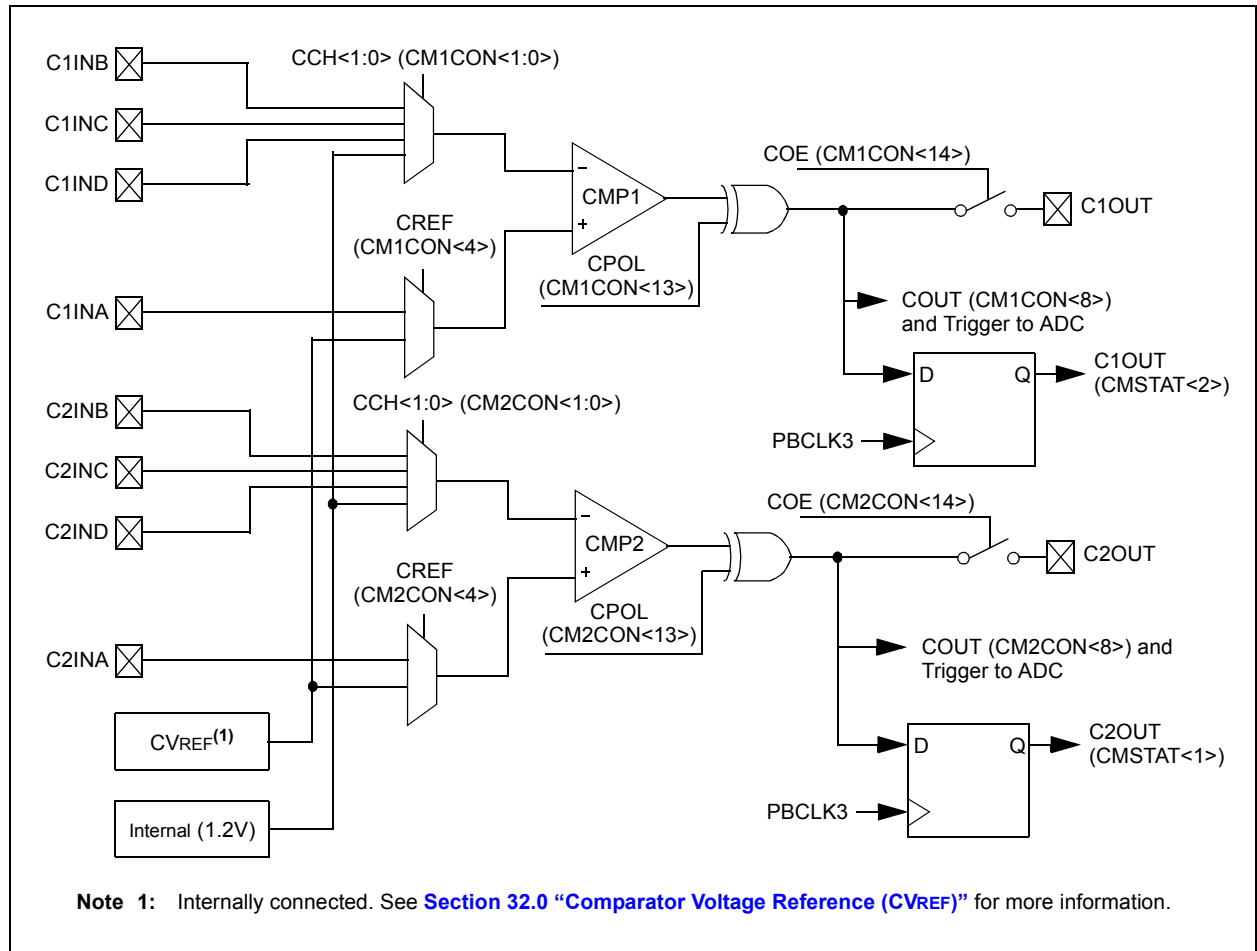 C1INB
CCH<1:0> (CM1CON<1:0>)
C1INC
C1IND
–
CMP1
+
COE (CM1CON<14>)
C1OUT
CREF
(CM1CON<4>)
CPOL
(CM1CON<13>)
C1INA
COUT (CM1CON<8>)
and Trigger to ADC
D
Q
C1OUT
(CMSTAT<2>)
PBCLK3
C2INB
CCH<1:0> (CM2CON<1:0>)
C2INC
C2IND
–
CMP2
+
COE (CM2CON<14>)
C2OUT
CREF
(CM2CON<4>)
CPOL
(CM2CON<13>)
C2INA
COUT (CM2CON<8>) and
Trigger to ADC
CVREF(1)
D
Q
C2OUT
(CMSTAT<1>)
PBCLK3
Internal (1.2V)
Note 1: Internally connected. See Section 32.0 “Comparator Voltage Reference (CVREF)” for more information.